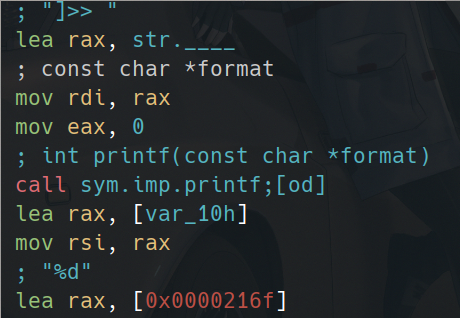 ; "]>> "
lea rax, str.____
; const char *format
mov rdi, rax
mov eax, 0
; int printf(const char *format)
call sym.imp.printf;[od]
lea rax, [var_10h]
mov rsi, rax
; "%d"
lea rax, [0x0000216f]